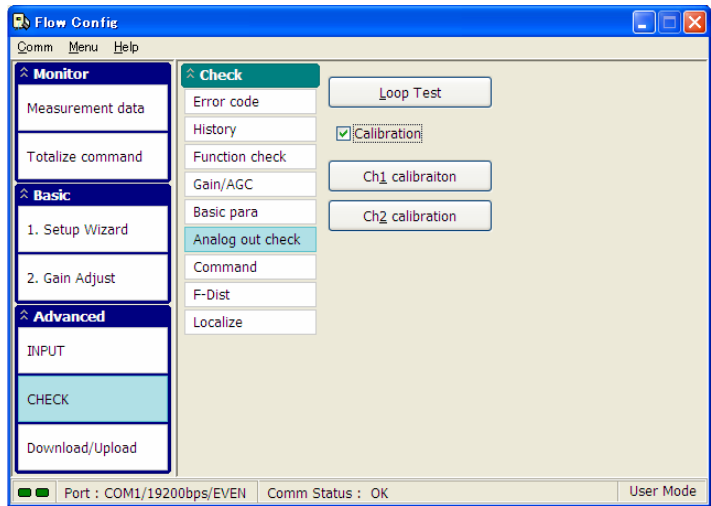 Flow Config
Comm Menu Help
Monitor
Measurement data
Totalize command
Basic
1. Setup Wizard
2. Gain Adjust
Advanced
INPUT
CHECK
Download/Upload
Check
Error code
History
Function check
Gain/AGC
Basic para
Analog out check
Command
F-Dist
Localize
Loop Test
Calibration
Ch1 calibraiton
Ch2 calibration
Port : COM1/19200bps/EVEN Comm Status : OK User Mode